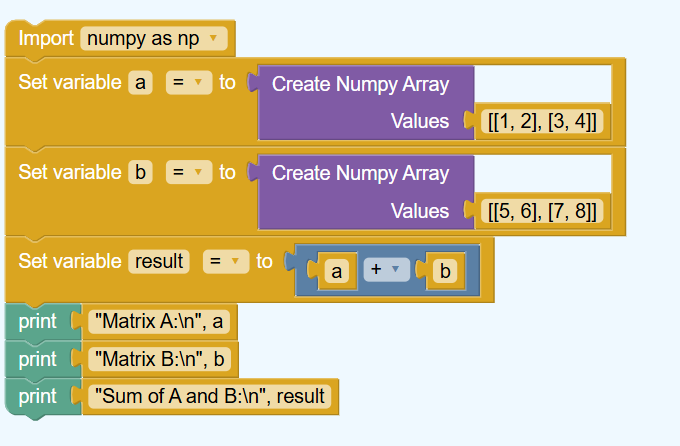 Import numpy as np
Set variable a = to Create Numpy Array
Values [[1, 2], [3, 4]]
Set variable b = to Create Numpy Array
Values [[5, 6], [7, 8]]
Set variable result = to a + b
print "Matrix A:\n", a
print "Matrix B:\n", b
print "Sum of A and B:\n", result